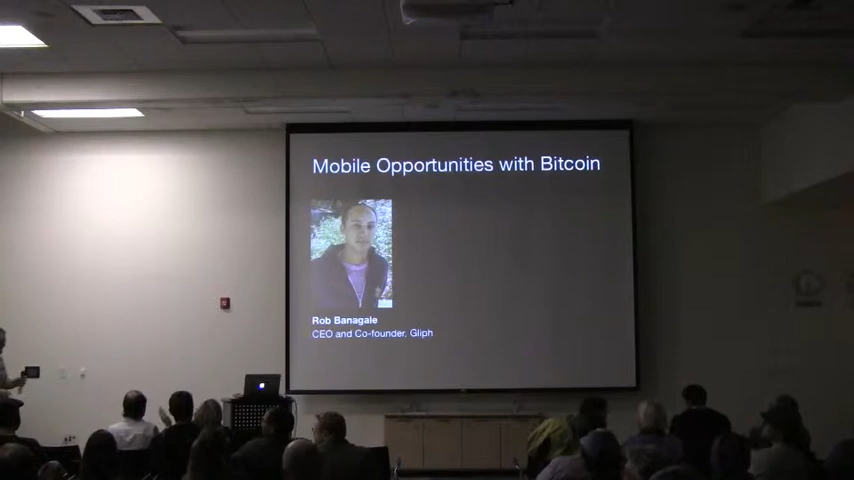 Mobile Opportunities with Bitcoin
Rob Banagale
CEO and Co-founder, Gliph